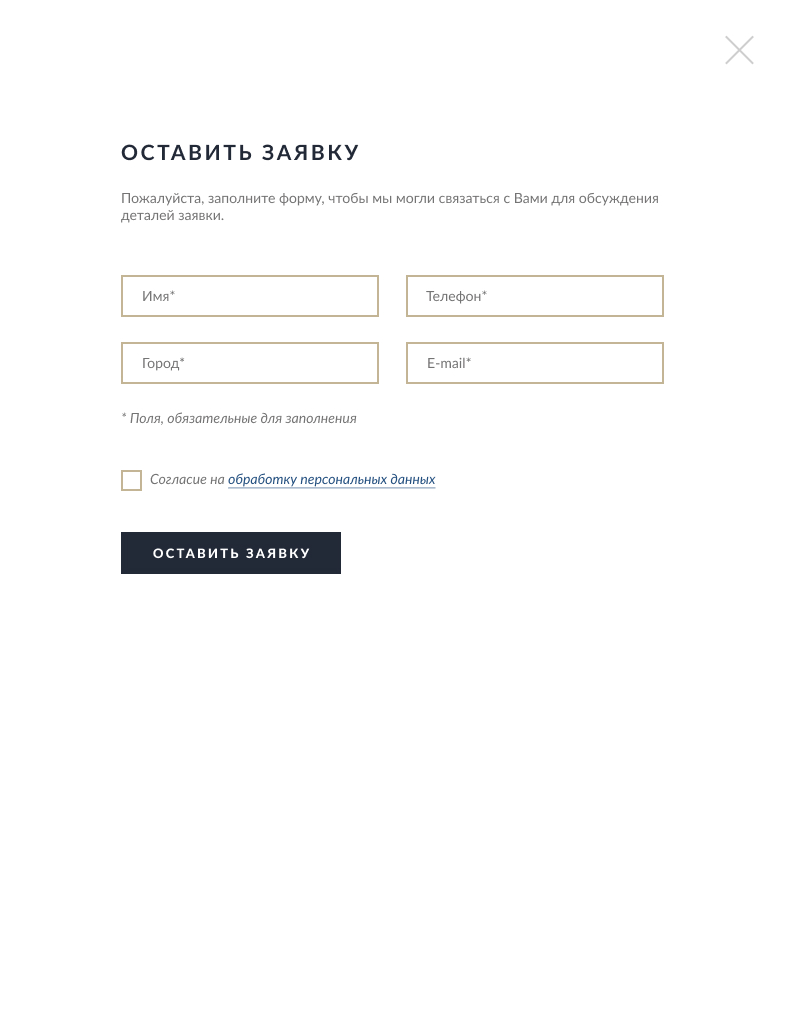 ОСТАВИТЬ ЗАЯВКУ
Пожалуйста, заполните форму, чтобы мы могли связаться с Вами для обсуждения
деталей заявки.
Имя*
Телефон*
Город*
E-mail*
* Поля, обязательные для заполнения
Согласие на обработку персональных данных
ОСТАВИТЬ ЗАЯВКУ